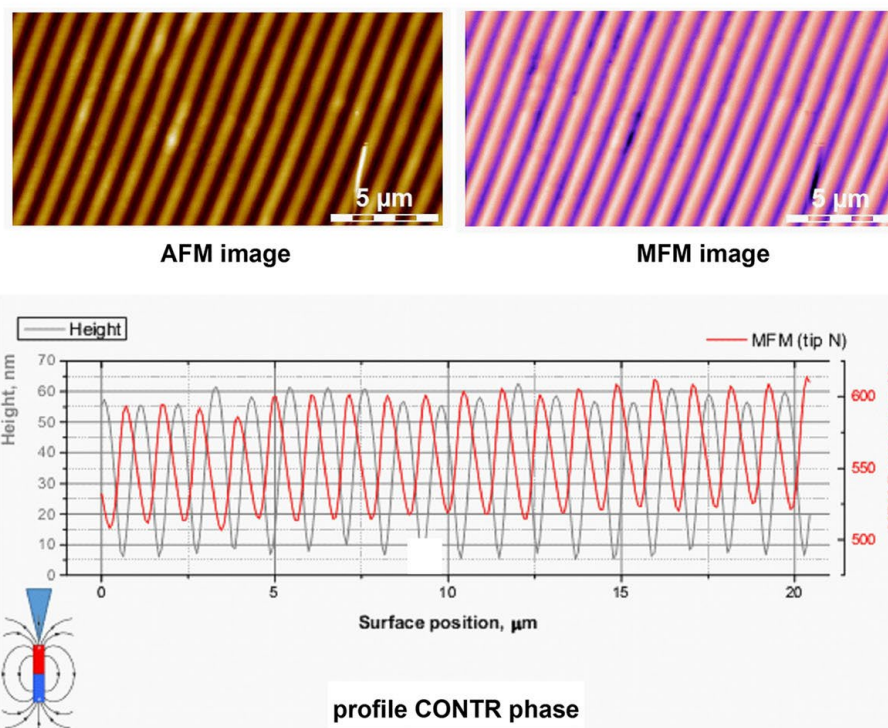 5 µm
5 µm
AFM image
MFM image
Height
MFM (tip N)
Height, nm
70
60
50
40
30
20
10
0
600
550
500
0
5
10
15
20
Surface position, µm
profile CONTR phase